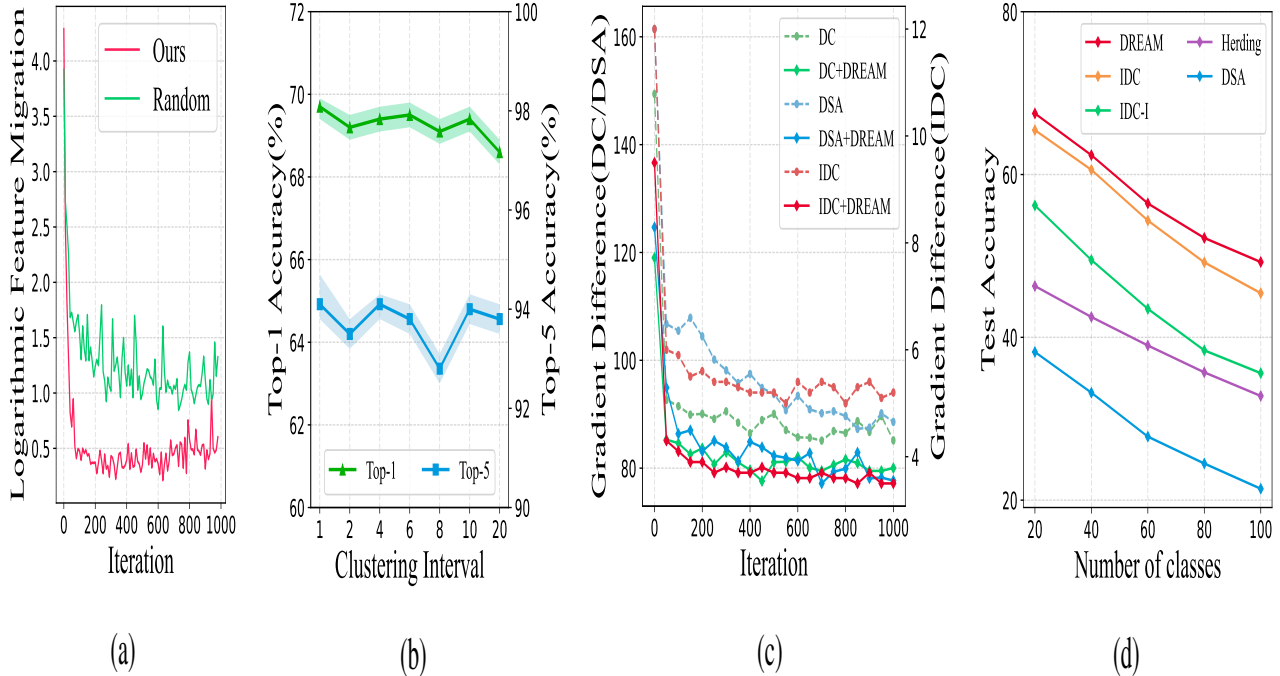 Logarithmic Feature Migration
4.0
3.5
3.0
2.5
2.0
1.5
1.0
0.5
Ours
Random
0 200 400 600 800 1000
Iteration
(a)
Top-1 Accuracy(%)
72
70
68
66
64
62
60
Top-1 Top-5
1 2 4 6 8 10 20
Clustering Interval
100
98
96
94
92
90
Top-5 Accuracy(%)
(b)
Gradient Difference(DC/DSA)
160
140
120
100
80
DC
DC+DREAM
DSA
DSA+DREAM
IDC
IDC+DREAM
0 200 400 600 800 1000
Iteration
12
10
8
6
4
Gradient Difference(IDC)
(c)
Test Accuracy
80
60
40
20
DREAM
IDC
IDC-I
Herding
DSA
20 40 60 80 100
Number of classes
(d)